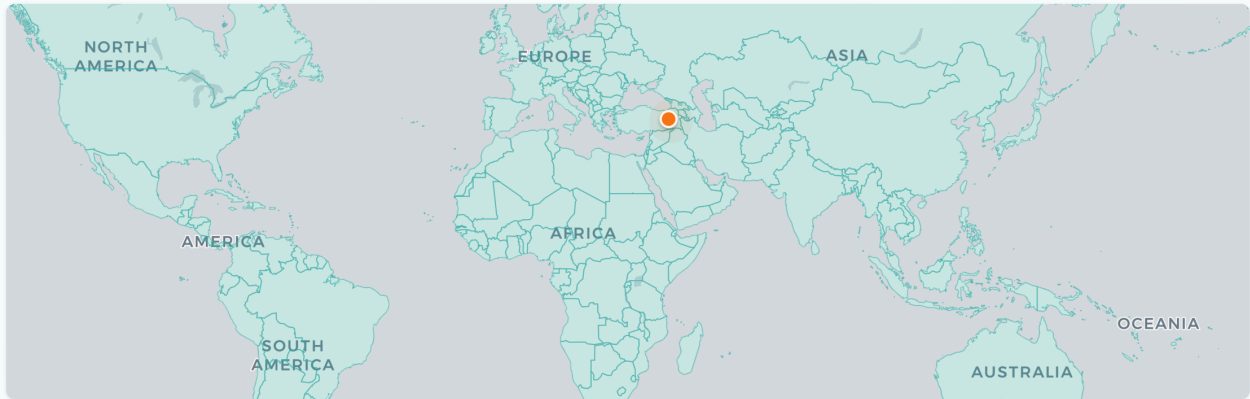 NORTH
AMERICA
EUROPE
ASIA
AMERICA
AFRICA
SOUTH
AMERICA
OCEANIA
AUSTRALIA